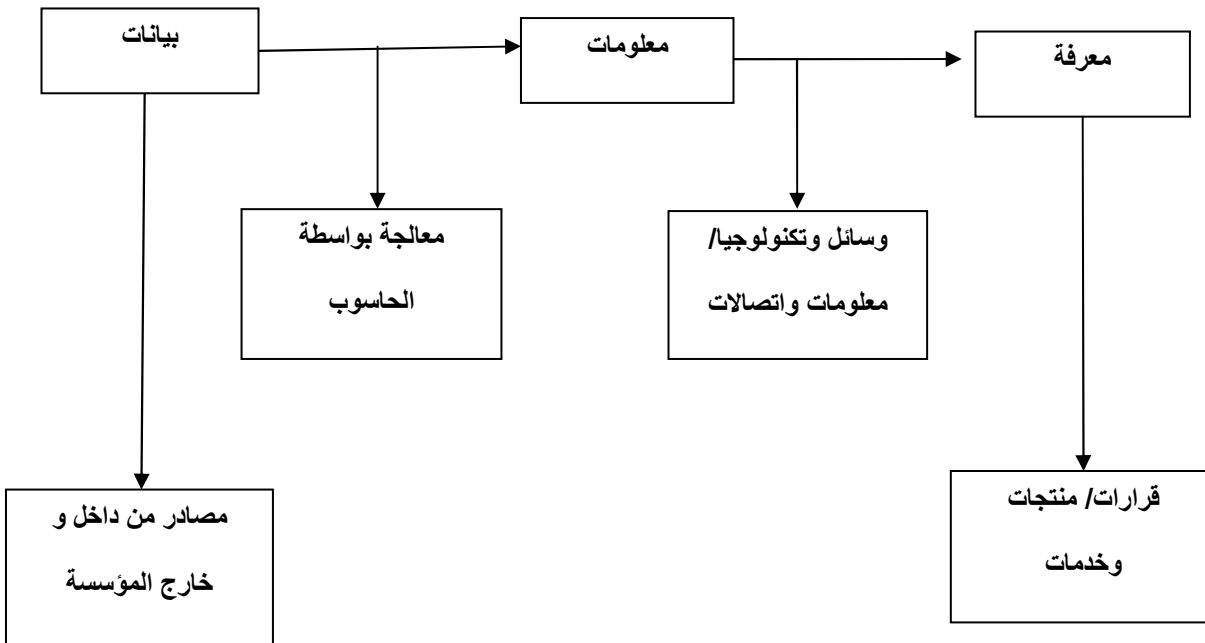 بيانات
معلومات
معرفة
معالجة بواسطة
الحاسوب
وسائل وتكنولوجيا/
معلومات واتصالات
مصادر من داخل و
خارج المؤسسة
قرارات/ منتجات
وخدمات